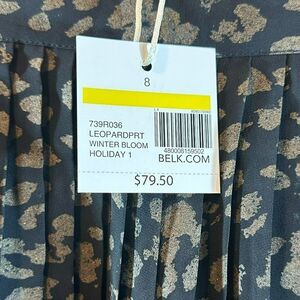 8
739R036
LEOPARDPRT
WINTER BLOOM
HOLIDAY 1
480008159502
BELK.COM
$79.50